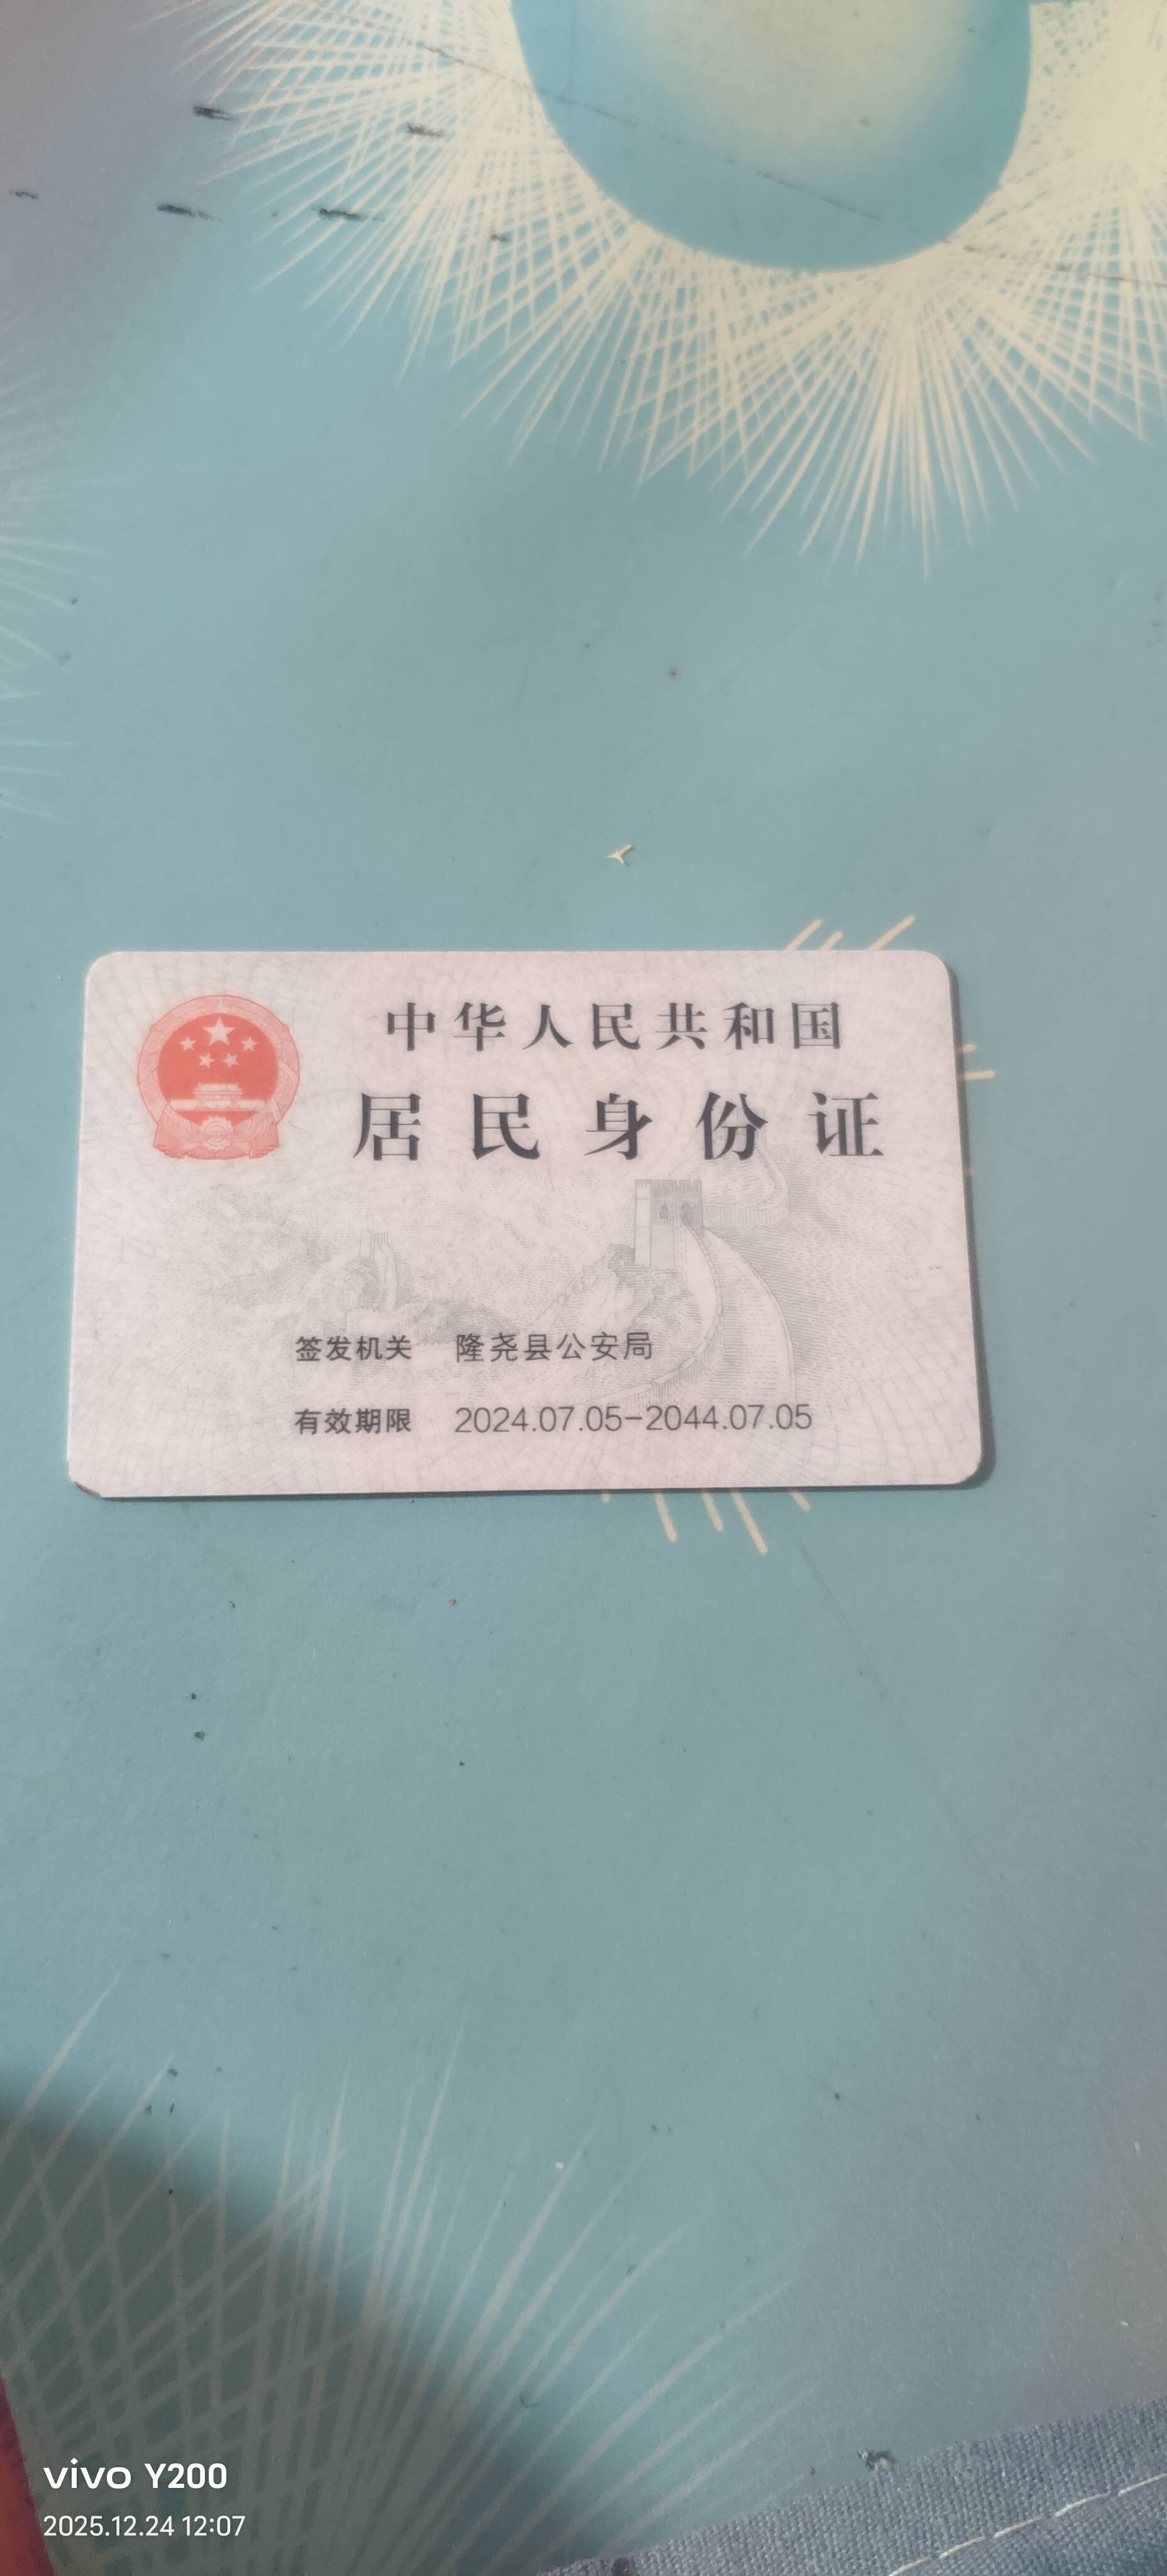 中华人民共和国
居民身份证
签发机关 隆尧县公安局
有效期限 2024.07.05-2044.07.05
vivo Y200
2025.12.24 12:07